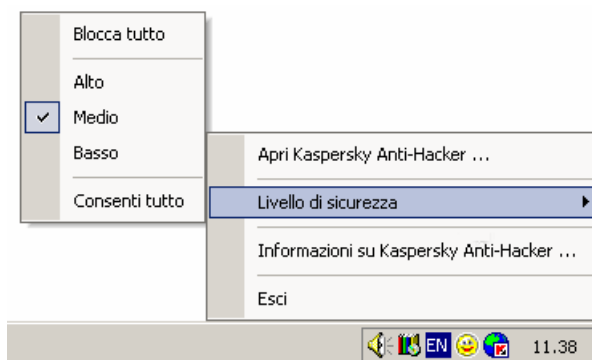 Blocca tutto
Alto
Medio
Basso
Consenti tutto
Apri Kaspersky Anti-Hacker ...
Livello di sicurezza
Informazioni su Kaspersky Anti-Hacker ...
Esci
EN 11.38